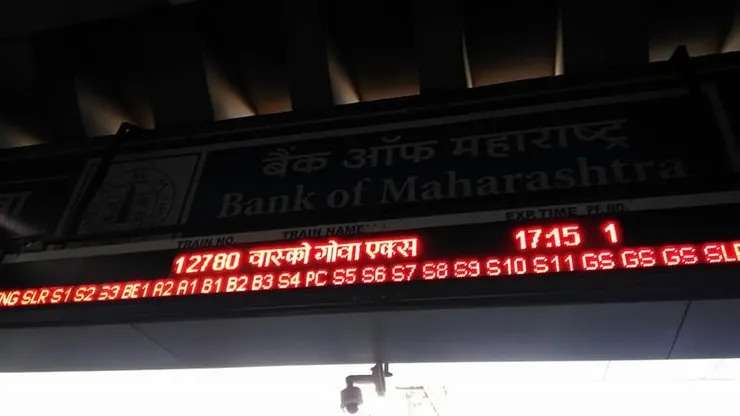 बैंक ऑफ महाराष्ट्र
Bank of Maharashtra
TRAIN NO. TRAIN NAME EXP.TIME PF.NO.
12780 वास्को गोवा एक्स 17:15 1
NG SLR S1 S2 S3 BE1 A2 A1 B1 B2 B3 S4 PC S5 S6 S7 S8 S9 S10 S11 GS GS GS SLR